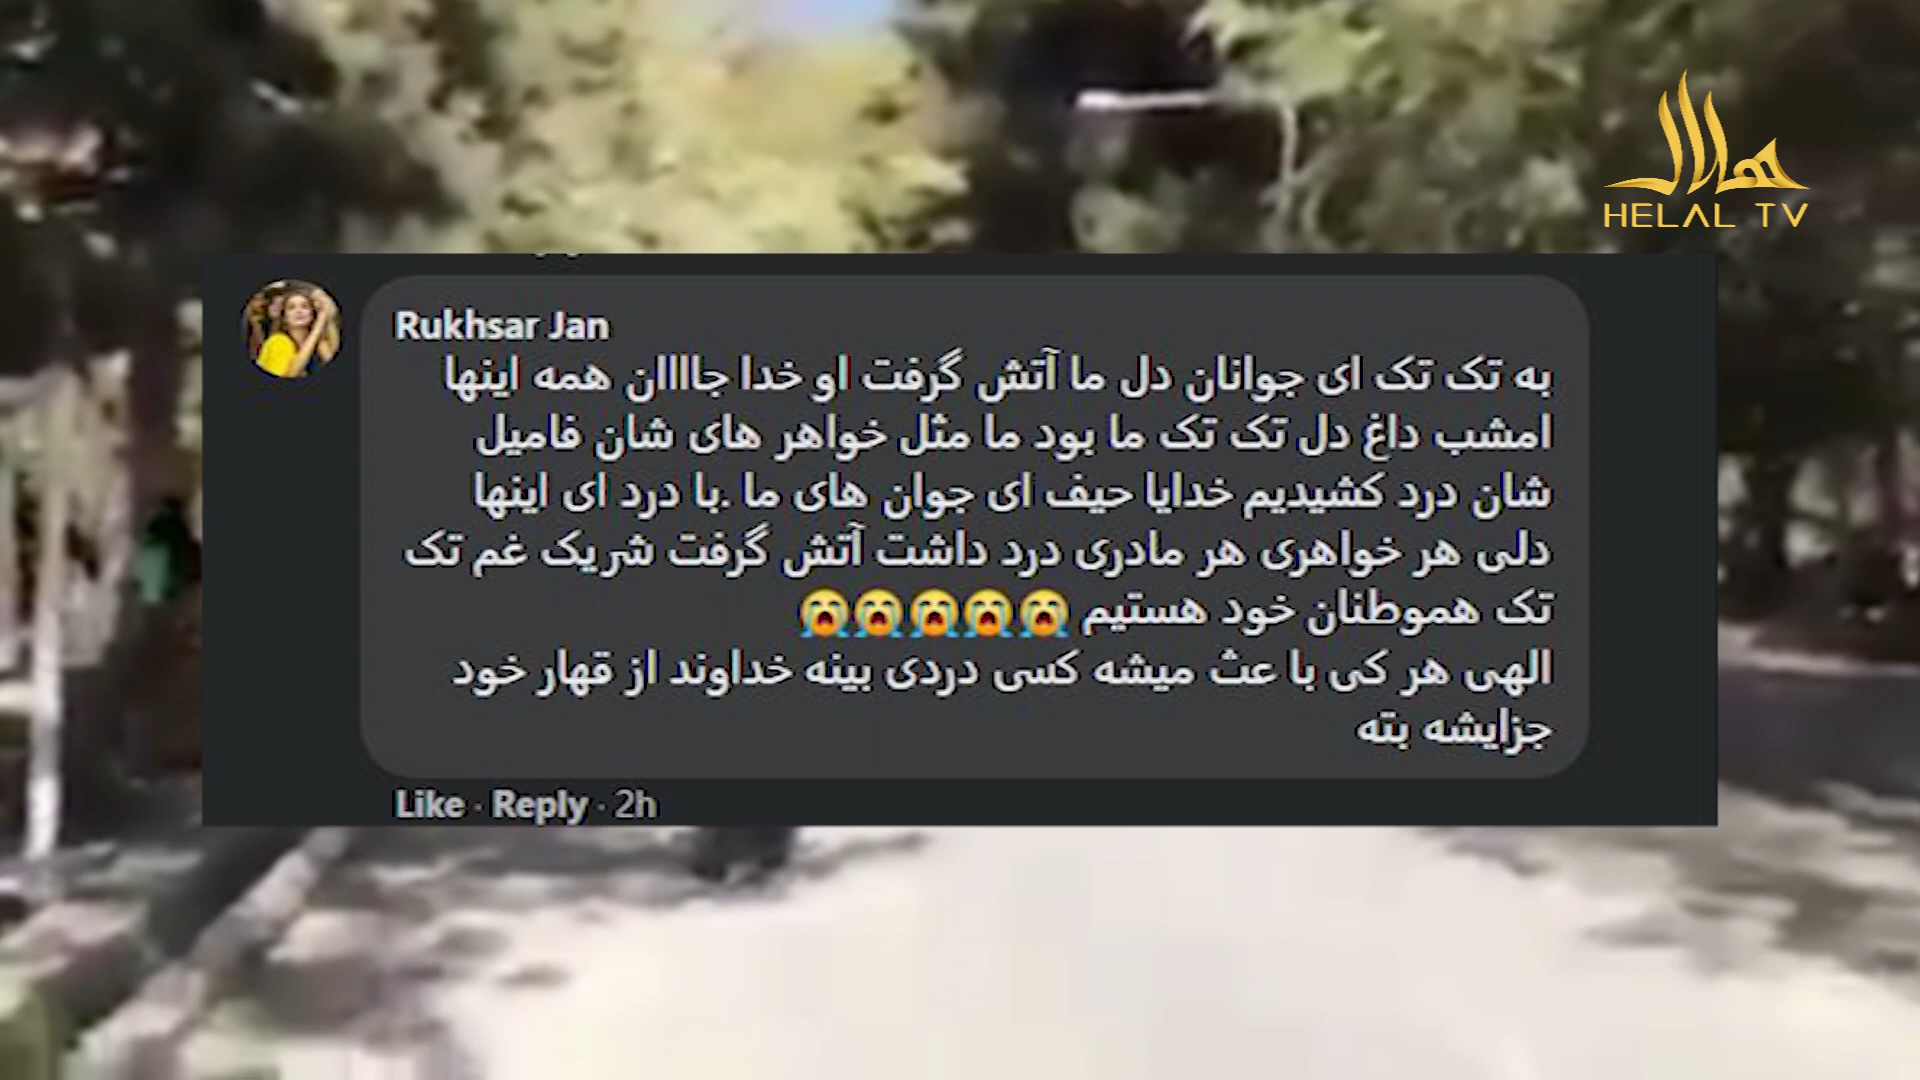 هلال
HELAL TV
Rukhsar Jan
به تک تک ای جوانان دل ما آتش گرفت او خدا جاااان همه اینها
امشب داغ دل تک تک ما بود ما مثل خواهر های شان فامیل
شان درد کشیدیم خدایا حیف ای جوان های ما .با درد ای اینها
دلی هر خواهری هر مادری درد داشت آتش گرفت شریک غم تک
تک هموطنان خود هستیم 😭😭😭😭😭
الهی هر کی با عث میشه کسی دردی بینه خداوند از قهار خود
جزایشه بته
Like · Reply · 2h